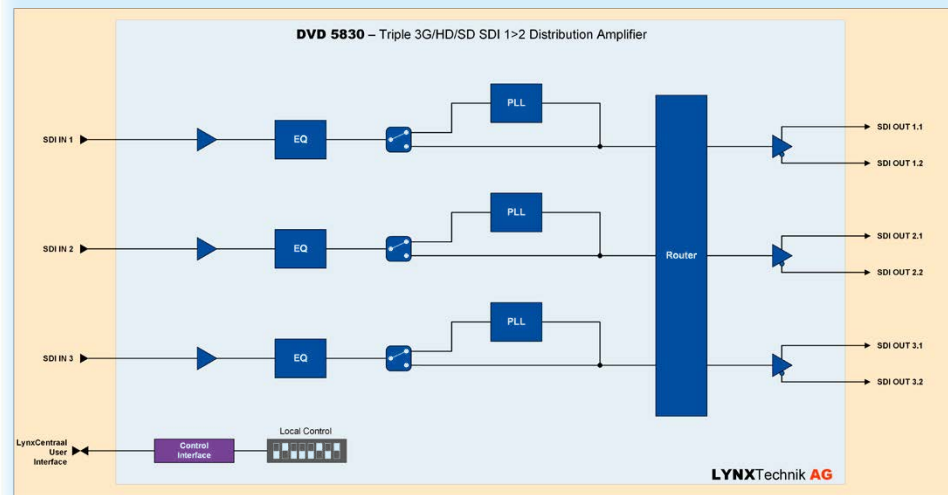 DVD 5830 – Triple 3G/HD/SD SDI 1>2 Distribution Amplifier
PLL
SDI IN 1
EQ
SDI OUT 1.1
SDI OUT 1.2
PLL
SDI IN 2
EQ
Router
SDI OUT 2.1
SDI OUT 2.2
PLL
SDI IN 3
EQ
SDI OUT 3.1
SDI OUT 3.2
LynxCentraal
User
Interface
Control
Interface
Local Control
LYNXTechnik AG